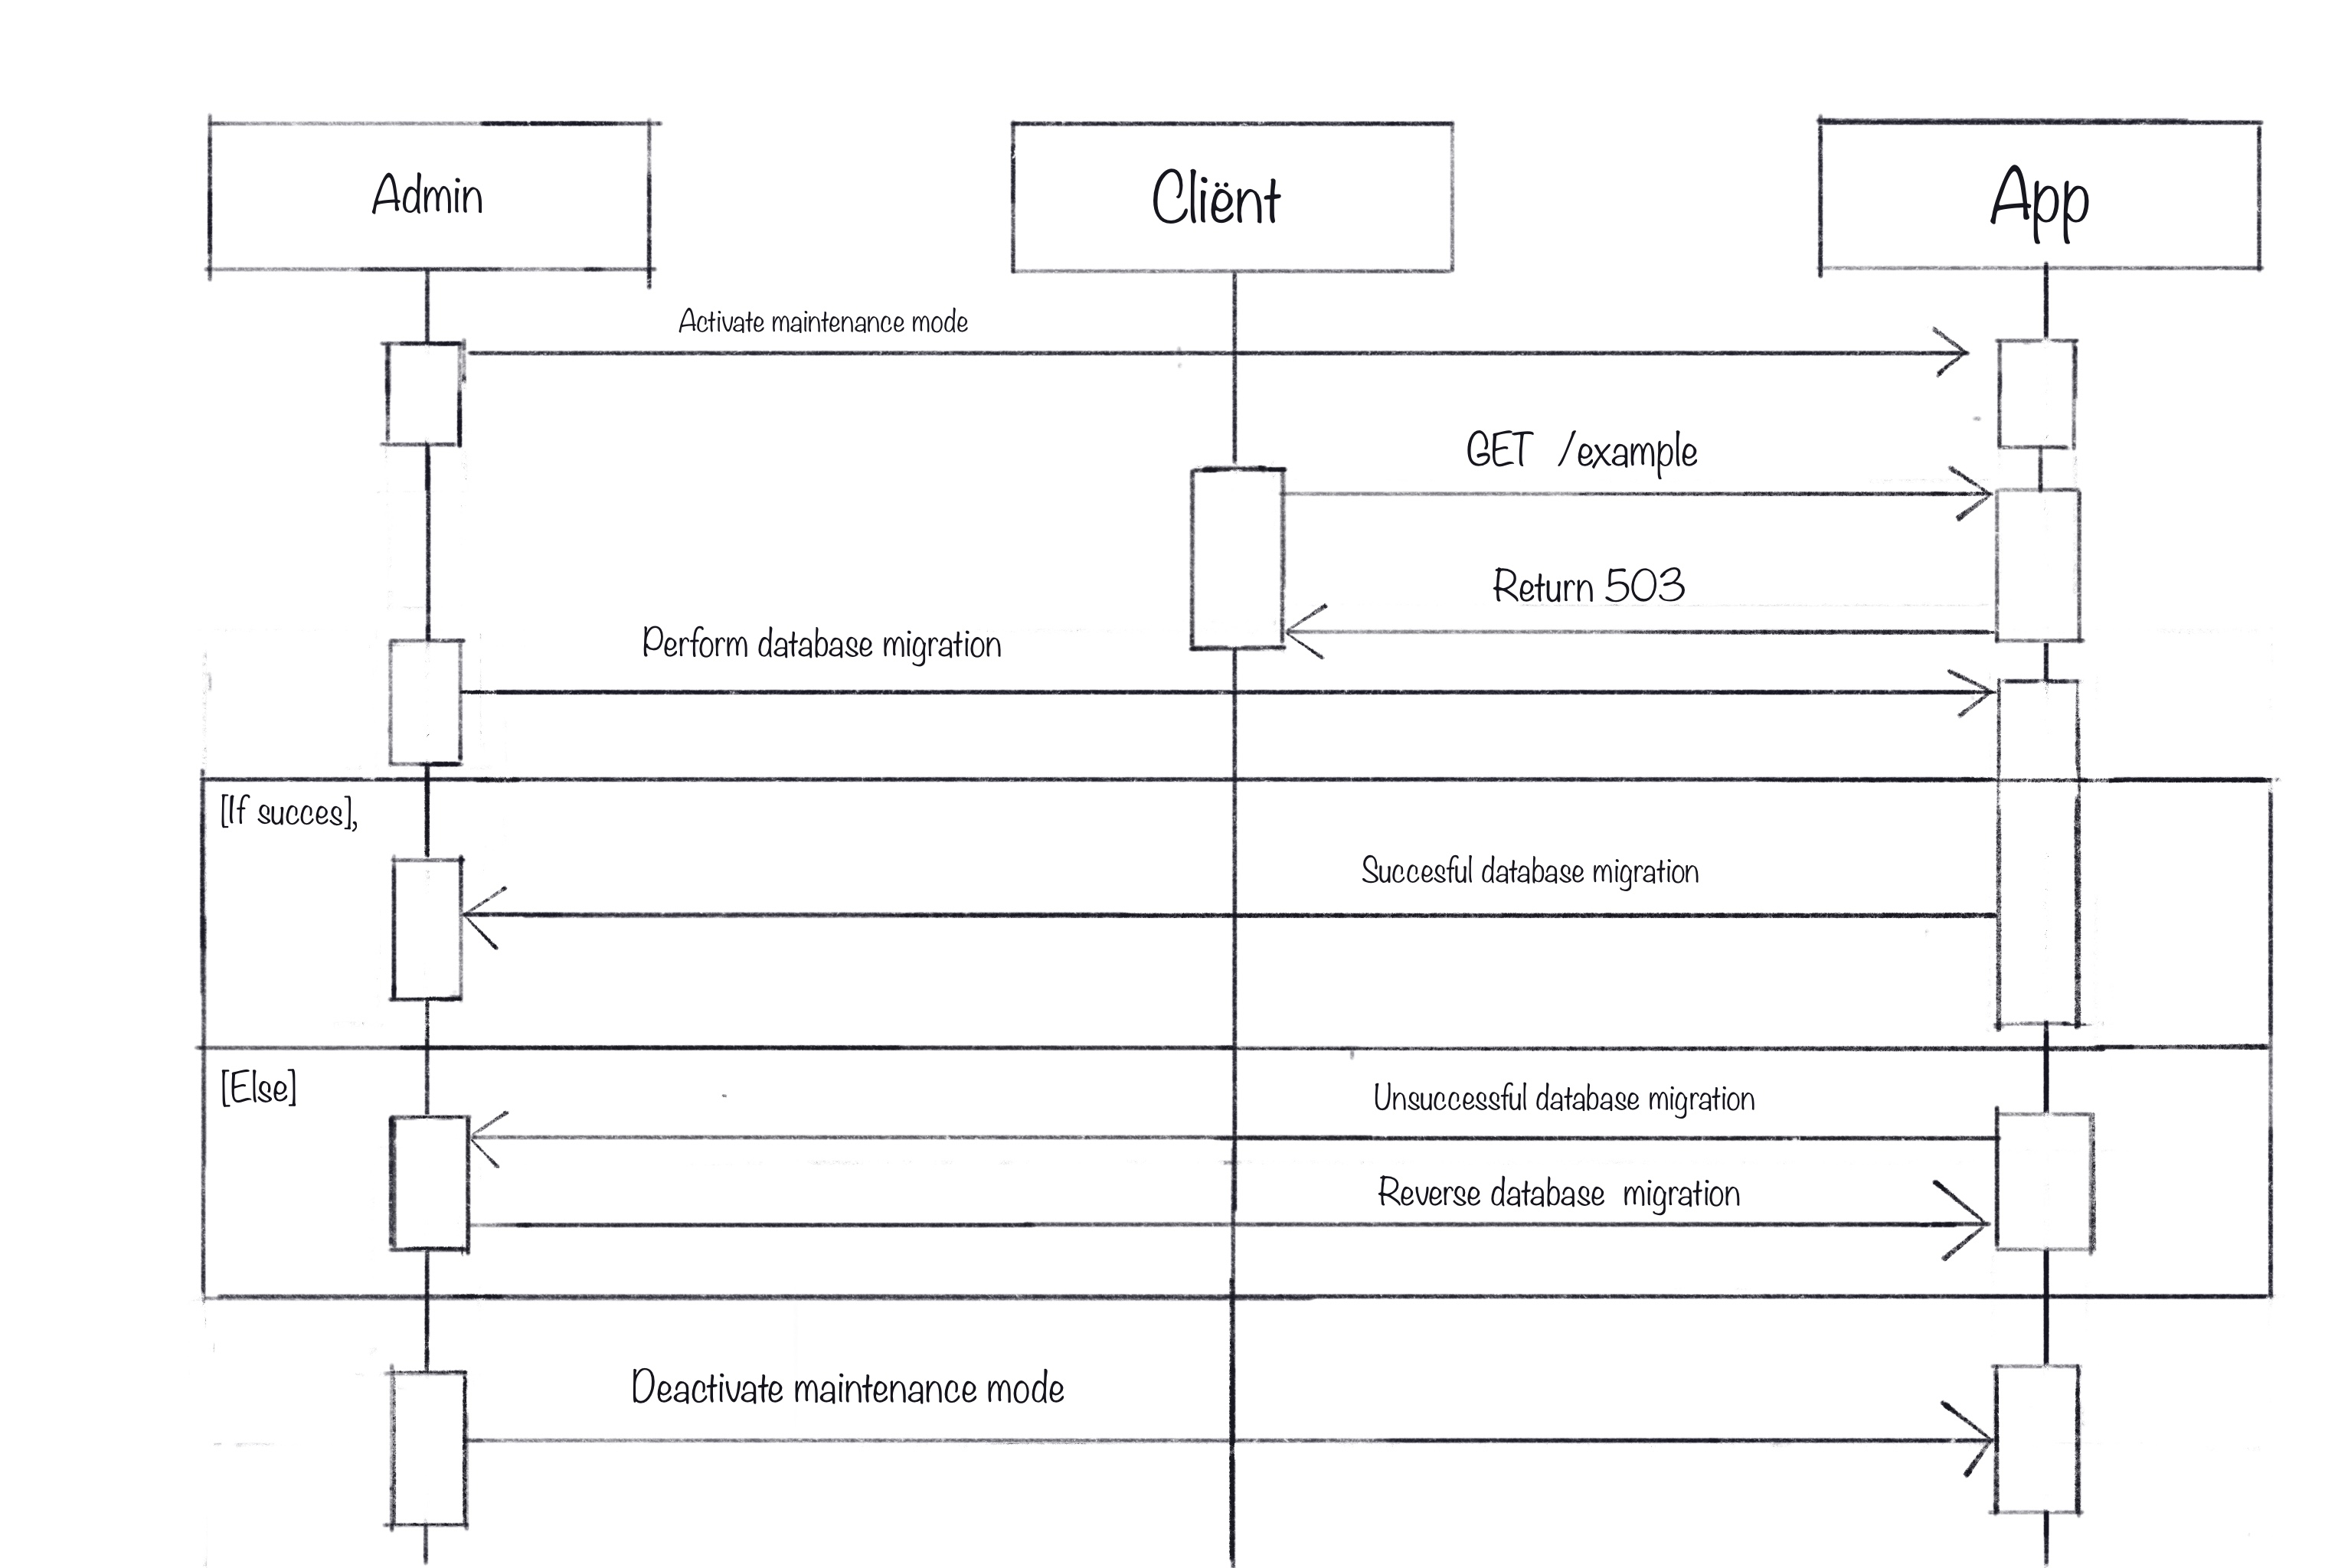 Admin
Cliënt
App
Activate maintenance mode
GET /example
Return 503
Perform database migration
[If succes],
Succesful database migration
[Else]
Unsuccessful database migration
Reverse database migration
Deactivate maintenance mode